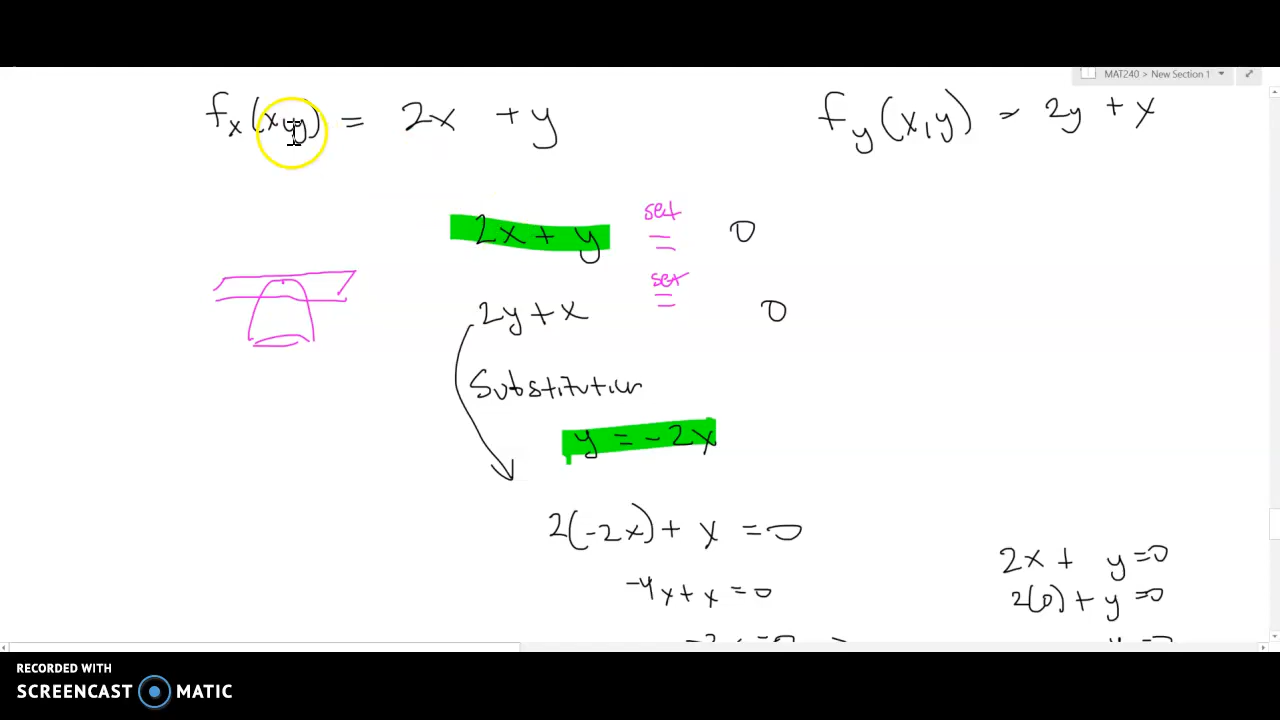 MAT240 > New Section 1
fx(x,y) = 2x + y
fy(x,y) = 2y + x
2x + y set = 0
2y + x set = 0
Substitution
y = -2x
2(-2x) + x = 0
2x + y = 0
-4x + x = 0
2(0) + y = 0
RECORDED WITH
SCREENCAST MATIC